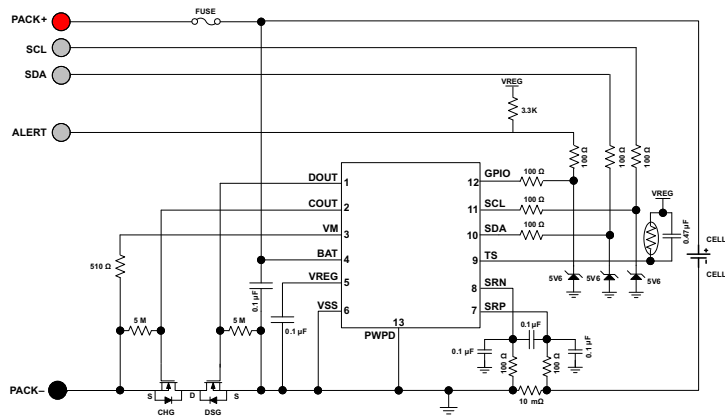 PACK+
FUSE
SCL
SDA
VREG
3.3K
ALERT
100 Ω
100 Ω
100 Ω
DOUT
1
12
GPIO
100 Ω
COUT
2
11
SCL
100 Ω
VREG
VM
3
10
SDA
100 Ω
0.47µF
BAT
4
9
TS
CELL+
CELL–
510 Ω
VREG
5
8
SRN
5V6
5V6
5V6
0.1 µF
0.1 µF
VSS
6
7
SRP
13
PWPD
5 M
5 M
0.1 µF
0.1 µF
0.1 µF
100 Ω
100 Ω
PACK–
S
D
S
CHG
DSG
10 mΩ